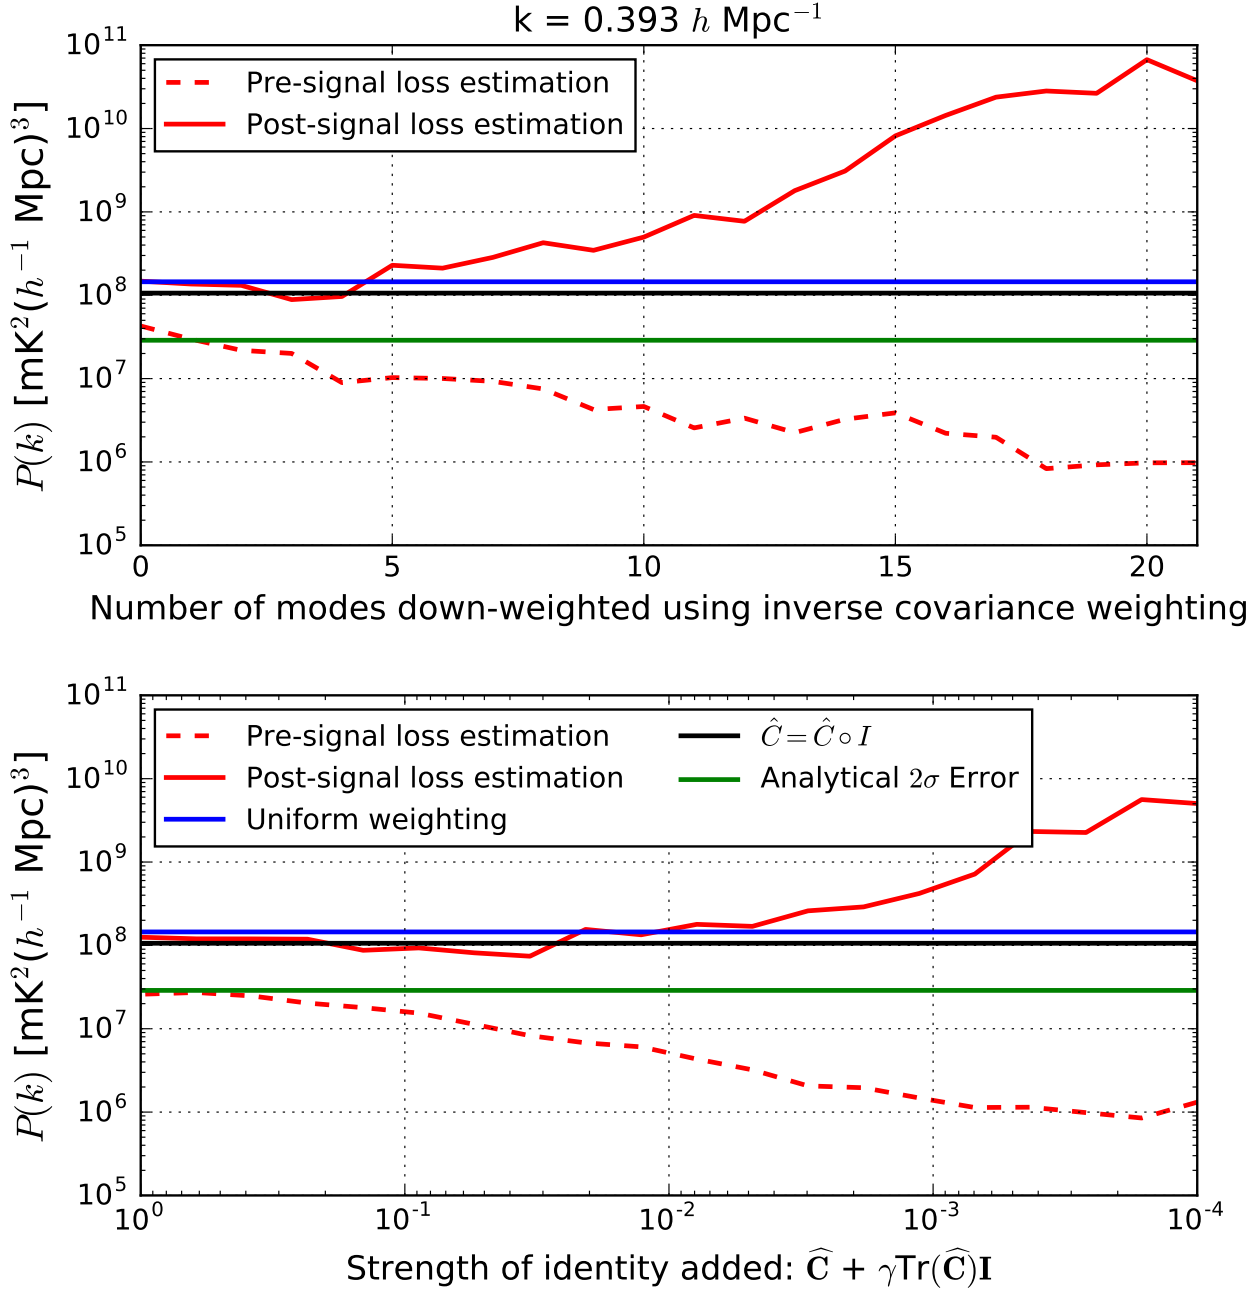 k = 0.393 h Mpc⁻¹
P(k) [mK²(h⁻¹ Mpc)³]
10¹¹
10¹⁰
10⁹
10⁸
10⁷
10⁶
10⁵
Pre-signal loss estimation
Post-signal loss estimation
0 5 10 15 20
Number of modes down-weighted using inverse covariance weighting
P(k) [mK²(h⁻¹ Mpc)³]
10¹¹
10¹⁰
10⁹
10⁸
10⁷
10⁶
10⁵
Pre-signal loss estimation
Post-signal loss estimation
Uniform weighting
Ĉ = Ĉ ∘ I
Analytical 2σ Error
10⁰ 10⁻¹ 10⁻² 10⁻³ 10⁻⁴
Strength of identity added: Ĉ + γTr(Ĉ)I